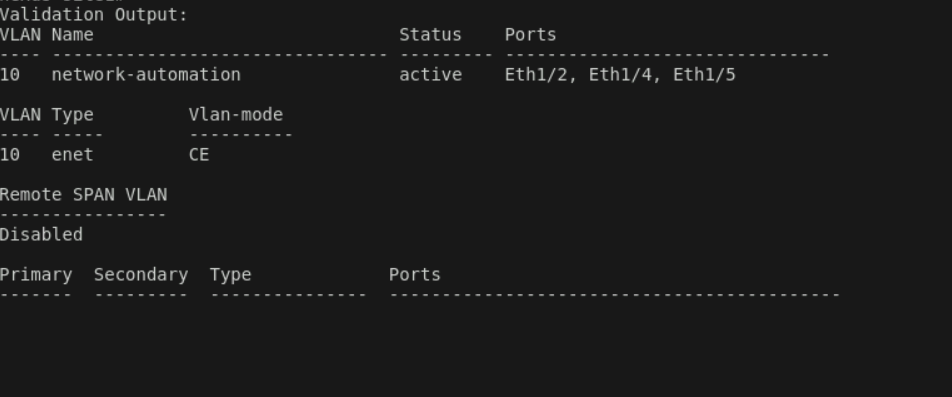 Validation Output:
VLAN Name                             Status    Ports
---- -------------------------------- --------- -------------------------------
10   network-automation               active    Eth1/2, Eth1/4, Eth1/5
VLAN Type         Vlan-mode
---- -----        ----------
10   enet         CE
Remote SPAN VLAN
----------------
Disabled
Primary  Secondary  Type             Ports
-------  ---------  ---------------  -------------------------------------------